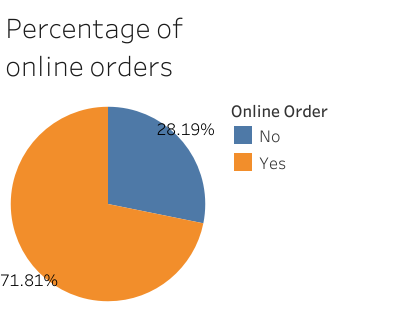 Percentage of
online orders
Online Order
No
Yes
28.19%
71.81%